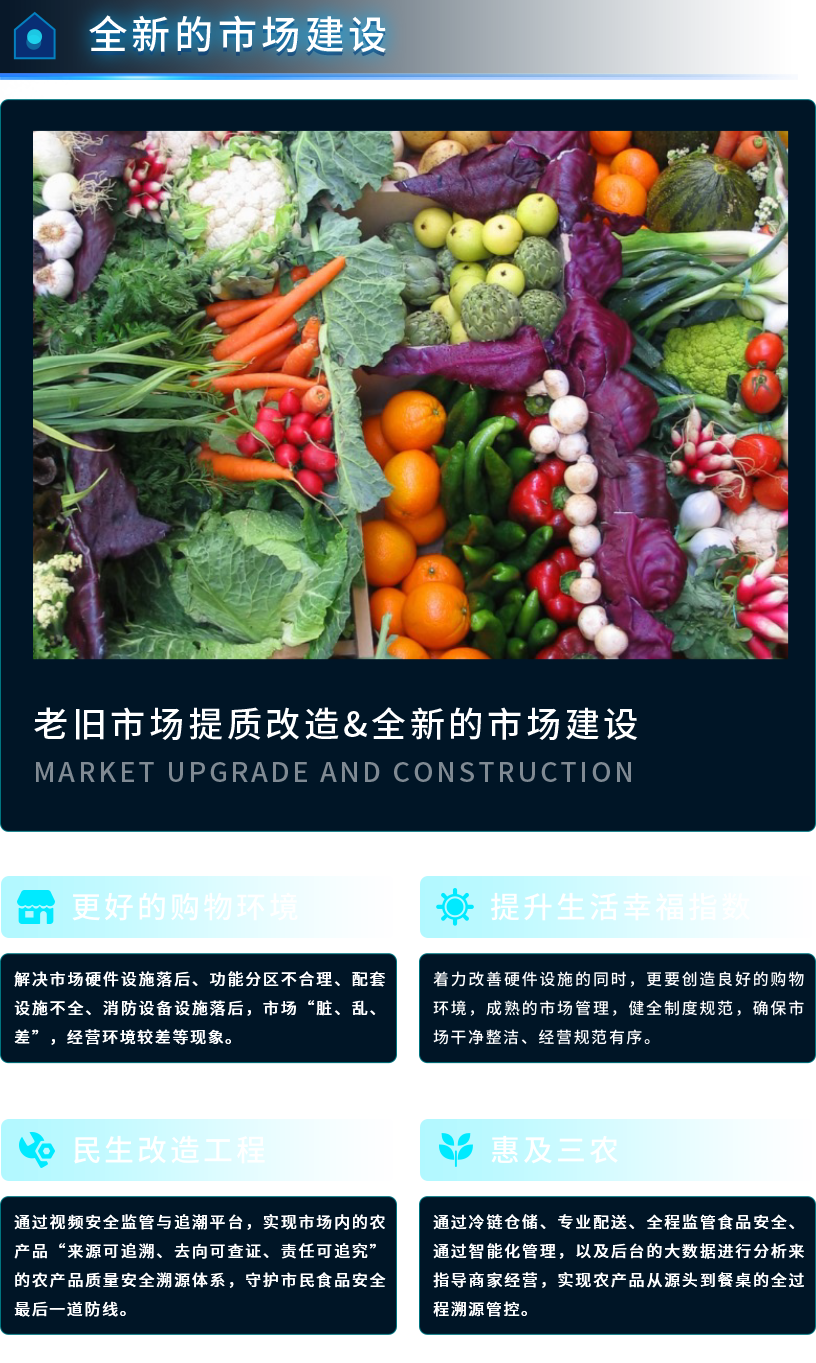 全新的市场建设
老旧市场提质改造&全新的市场建设
MARKET UPGRADE AND CONSTRUCTION
更好的购物环境
解决市场硬件设施落后、功能分区不合理、配套
设施不全、消防设备设施落后，市场“脏、乱、
差”，经营环境较差等现象。
提升生活幸福指数
着力改善硬件设施的同时，更要创造良好的购物
环境，成熟的市场管理，健全制度规范，确保市
场干净整洁、经营规范有序。
民生改造工程
通过视频安全监管与追潮平台，实现市场内的农
产品“来源可追溯、去向可查证、责任可追究”
的农产品质量安全溯源体系，守护市民食品安全
最后一道防线。
惠及三农
通过冷链仓储、专业配送、全程监管食品安全、
通过智能化管理，以及后台的大数据进行分析来
指导商家经营，实现农产品从源头到餐桌的全过
程溯源管控。